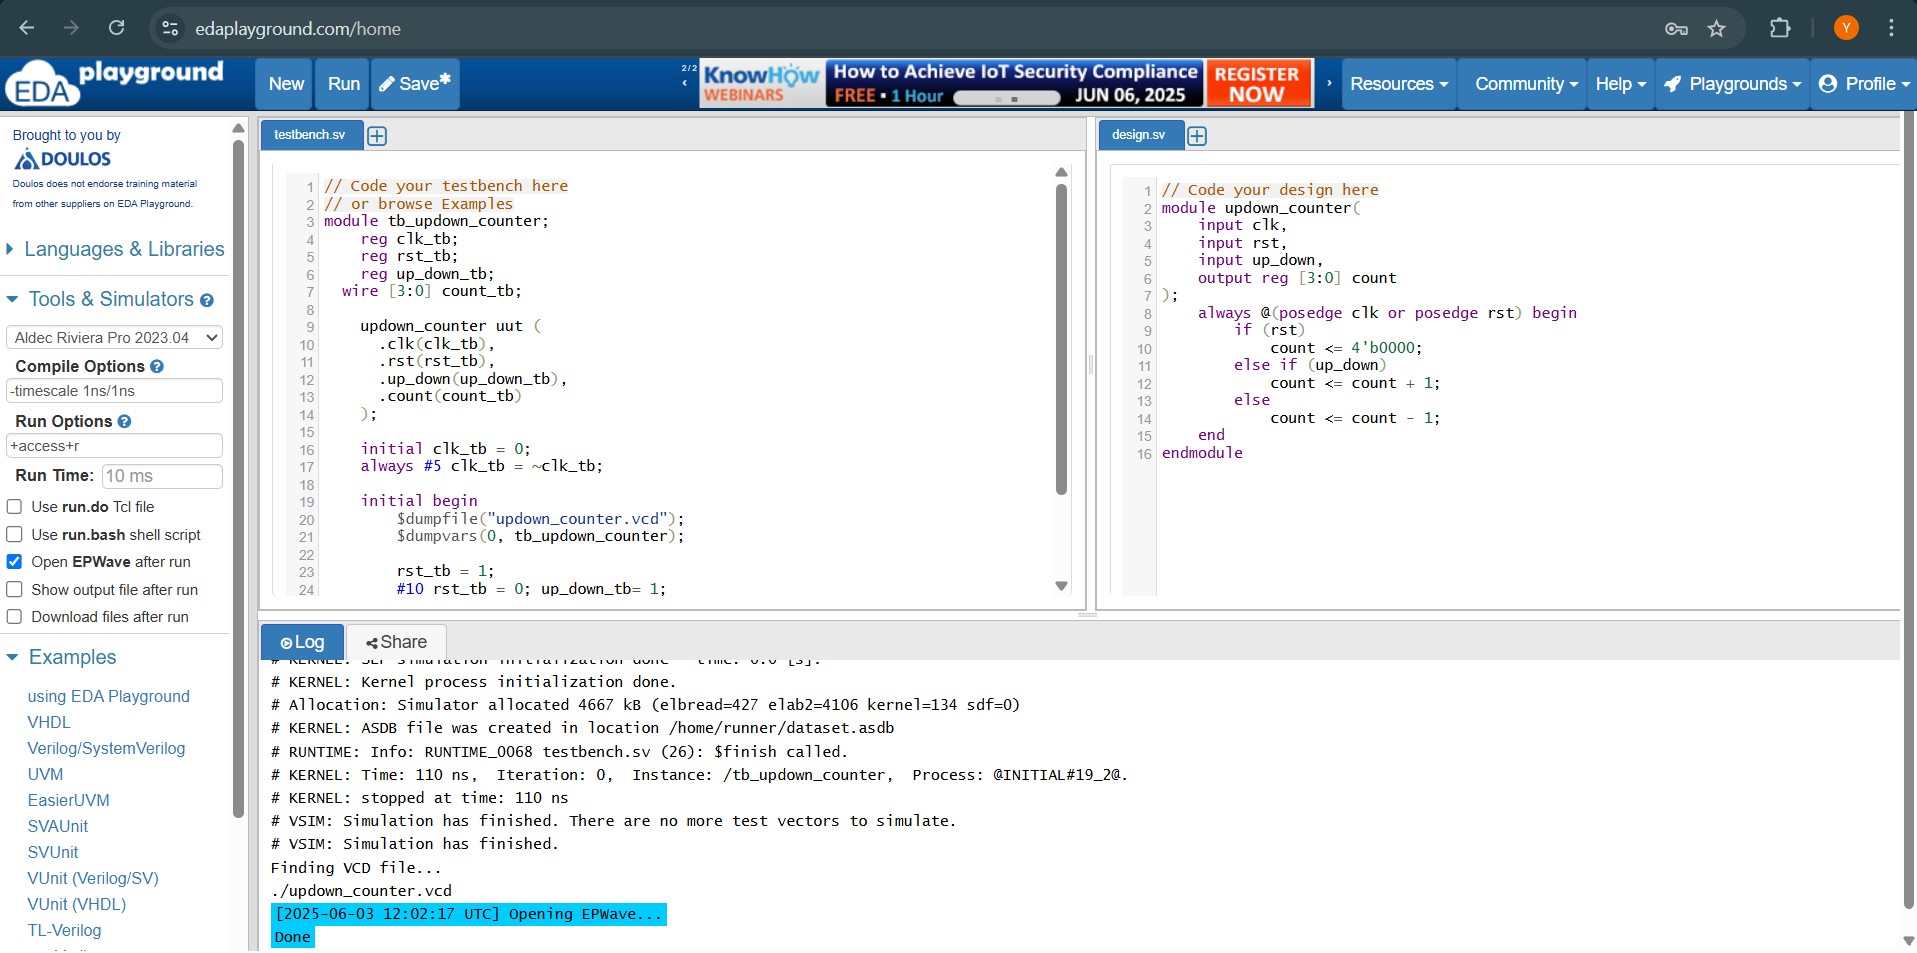 edaplayground.com/home
Y
EDA playground
New
Run
Save*
2/2
KnowHow
WEBINARS
How to Achieve IoT Security Compliance
FREE • 1 Hour
JUN 06, 2025
REGISTER
NOW
Resources
Community
Help
Playgrounds
Profile
Brought to you by
DOULOS
Doulos does not endorse training material
from other suppliers on EDA Playground.
Languages & Libraries
Tools & Simulators
Aldec Riviera Pro 2023.04
Compile Options
-timescale 1ns/1ns
Run Options
+access+r
Run Time: 10 ms
Use run.do Tcl file
Use run.bash shell script
Open EPWave after run
Show output file after run
Download files after run
Examples
using EDA Playground
VHDL
Verilog/SystemVerilog
UVM
EasierUVM
SVAUnit
SVUnit
VUnit (Verilog/SV)
VUnit (VHDL)
TL-Verilog
testbench.sv
1 // Code your testbench here
2 // or browse Examples
3 module tb_updown_counter;
4     reg clk_tb;
5     reg rst_tb;
6     reg up_down_tb;
7   wire [3:0] count_tb;
8
9     updown_counter uut (
10       .clk(clk_tb),
11       .rst(rst_tb),
12       .up_down(up_down_tb),
13       .count(count_tb)
14     );
15
16     initial clk_tb = 0;
17     always #5 clk_tb = ~clk_tb;
18
19     initial begin
20         $dumpfile("updown_counter.vcd");
21         $dumpvars(0, tb_updown_counter);
22
23         rst_tb = 1;
24         #10 rst_tb = 0; up_down_tb= 1;
design.sv
1 // Code your design here
2 module updown_counter(
3     input clk,
4     input rst,
5     input up_down,
6     output reg [3:0] count
7 );
8     always @(posedge clk or posedge rst) begin
9         if (rst)
10             count <= 4'b0000;
11         else if (up_down)
12             count <= count + 1;
13         else
14             count <= count - 1;
15     end
16 endmodule
Log
Share
# KERNEL: SLP simulation initialization done - time: 0.0 [s].
# KERNEL: Kernel process initialization done.
# Allocation: Simulator allocated 4667 kB (elbread=427 elab2=4106 kernel=134 sdf=0)
# KERNEL: ASDB file was created in location /home/runner/dataset.asdb
# RUNTIME: Info: RUNTIME_0068 testbench.sv (26): $finish called.
# KERNEL: Time: 110 ns,  Iteration: 0,  Instance: /tb_updown_counter,  Process: @INITIAL#19_2@.
# KERNEL: stopped at time: 110 ns
# VSIM: Simulation has finished. There are no more test vectors to simulate.
# VSIM: Simulation has finished.
Finding VCD file...
./updown_counter.vcd
[2025-06-03 12:02:17 UTC] Opening EPWave...
Done